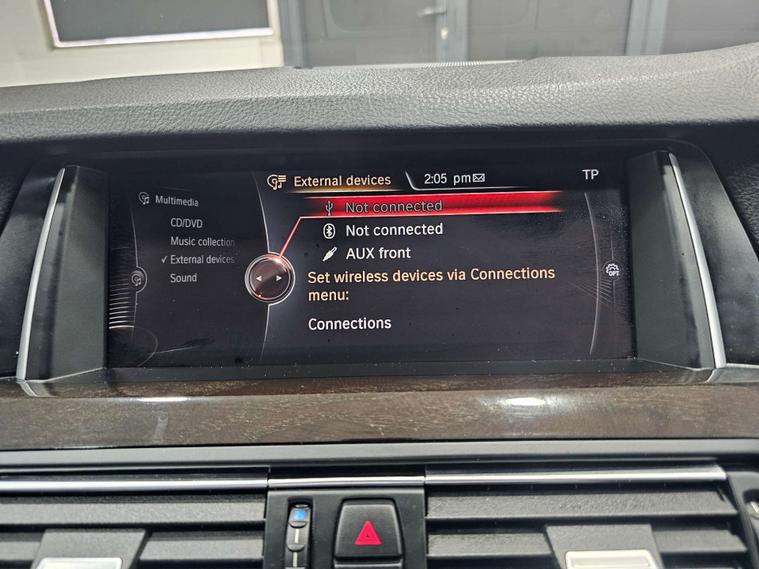 External devices
2:05 pm
TP
Multimedia
CD/DVD
Music collection
External devices
Sound
Not connected
Not connected
AUX front
Set wireless devices via Connections
menu:
Connections
OPT